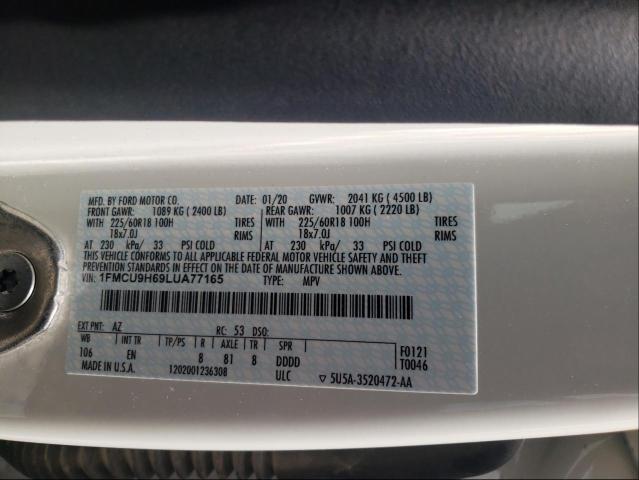 MFD. BY FORD MOTOR CO. DATE: 01/20 GVWR: 2041 KG (4500 LB)
FRONT GAWR: 1089 KG (2400 LB) REAR GAWR: 1007 KG (2220 LB)
WITH 225/60R18 100H TIRES WITH 225/60R18 100H TIRES
18x7.0J RIMS 18x7.0J RIMS
AT 230 kPa/ 33 PSI COLD AT 230 kPa/ 33 PSI COLD
THIS VEHICLE CONFORMS TO ALL APPLICABLE FEDERAL MOTOR VEHICLE SAFETY AND THEFT
PREVENTION STANDARDS IN EFFECT ON THE DATE OF MANUFACTURE SHOWN ABOVE.
VIN: 1FMCU9H69LUA77165 TYPE: MPV
EXT PNT: AZ RC: 53 DSO:
WB INT TR TP/PS R AXLE TR SPR
106 EN 8 81 8 DDDD F0121
T0046
MADE IN U.S.A. 1202001236308 ULC ▽ 5U5A-3520472-AA